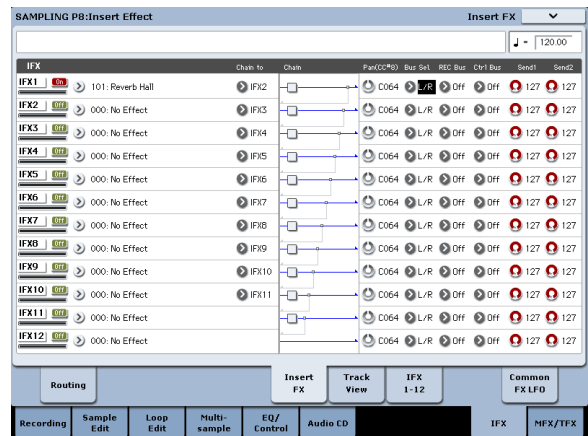 SAMPLING P8:Insert Effect Insert FX
♩ = 120.00
IFX Chain to Chain Pan(CC#8) Bus Sel. REC Bus Ctrl Bus Send1 Send2
IFX1 On 101: Reverb Hall IFX2 C064 L/R Off Off 127 127
IFX2 Off 000: No Effect IFX3 C064 L/R Off Off 127 127
IFX3 Off 000: No Effect IFX4 C064 L/R Off Off 127 127
IFX4 Off 000: No Effect IFX5 C064 L/R Off Off 127 127
IFX5 Off 000: No Effect IFX6 C064 L/R Off Off 127 127
IFX6 Off 000: No Effect IFX7 C064 L/R Off Off 127 127
IFX7 Off 000: No Effect IFX8 C064 L/R Off Off 127 127
IFX8 Off 000: No Effect IFX9 C064 L/R Off Off 127 127
IFX9 Off 000: No Effect IFX10 C064 L/R Off Off 127 127
IFX10 Off 000: No Effect IFX11 C064 L/R Off Off 127 127
IFX11 Off 000: No Effect C064 L/R Off Off 127 127
IFX12 Off 000: No Effect C064 L/R Off Off 127 127
Routing Insert FX Track View IFX 1-12 Common FX LFO
Recording Sample Edit Loop Edit Multi-sample EQ/Control Audio CD IFX MFX/TFX